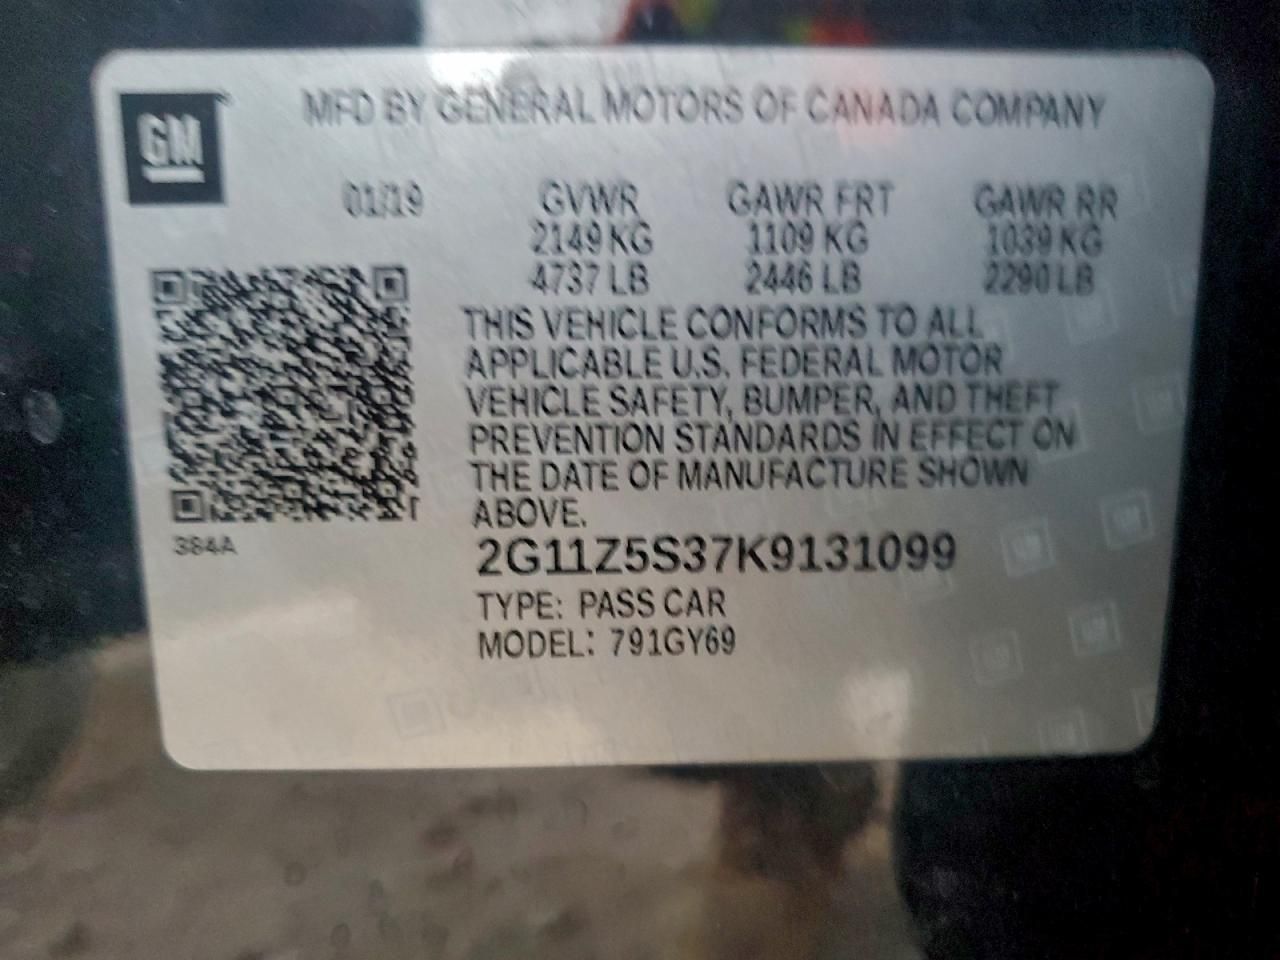 GM
MFD BY GENERAL MOTORS OF CANADA COMPANY
01/19 GVWR GAWR FRT GAWR RR
2149 KG 1109 KG 1039 KG
4737 LB 2446 LB 2290 LB
THIS VEHICLE CONFORMS TO ALL
APPLICABLE U.S. FEDERAL MOTOR
VEHICLE SAFETY, BUMPER, AND THEFT
PREVENTION STANDARDS IN EFFECT ON
THE DATE OF MANUFACTURE SHOWN
ABOVE.
384A
2G11Z5S37K9131099
TYPE: PASS CAR
MODEL: 791GY69